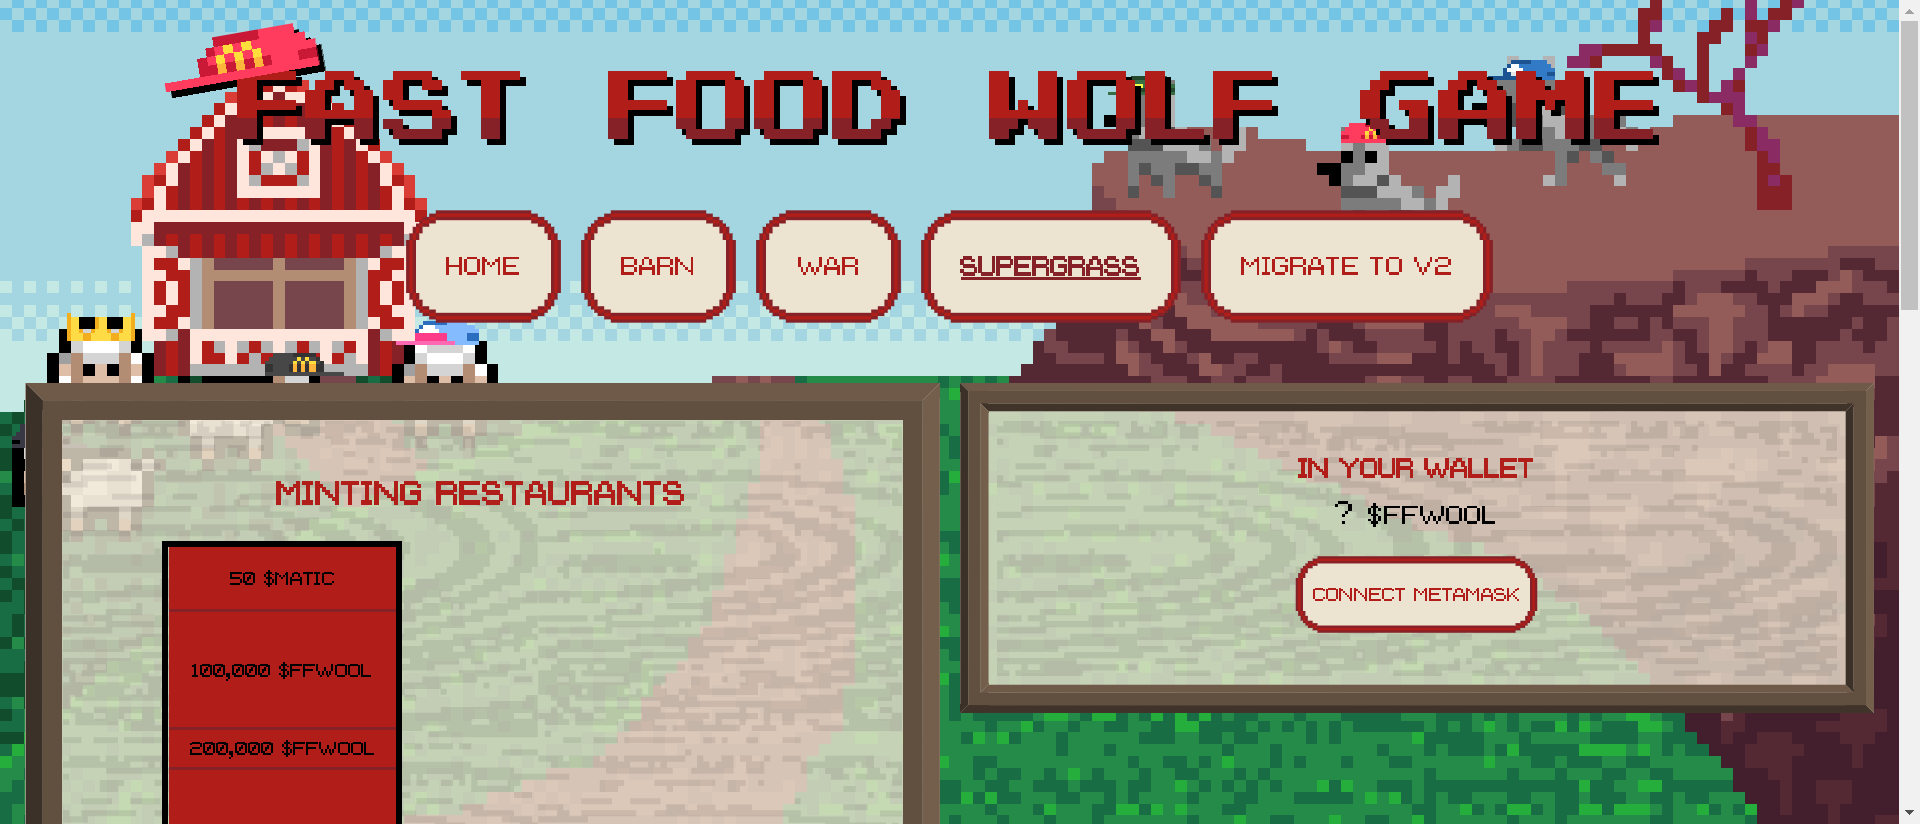 FAST FOOD WOLF GAME
HOME
BARN
WAR
SUPERGRASS
MIGRATE TO V2
MINTING RESTAURANTS
50 $MATIC
100,000 $FFWOOL
200,000 $FFWOOL
IN YOUR WALLET
? $FFWOOL
CONNECT METAMASK